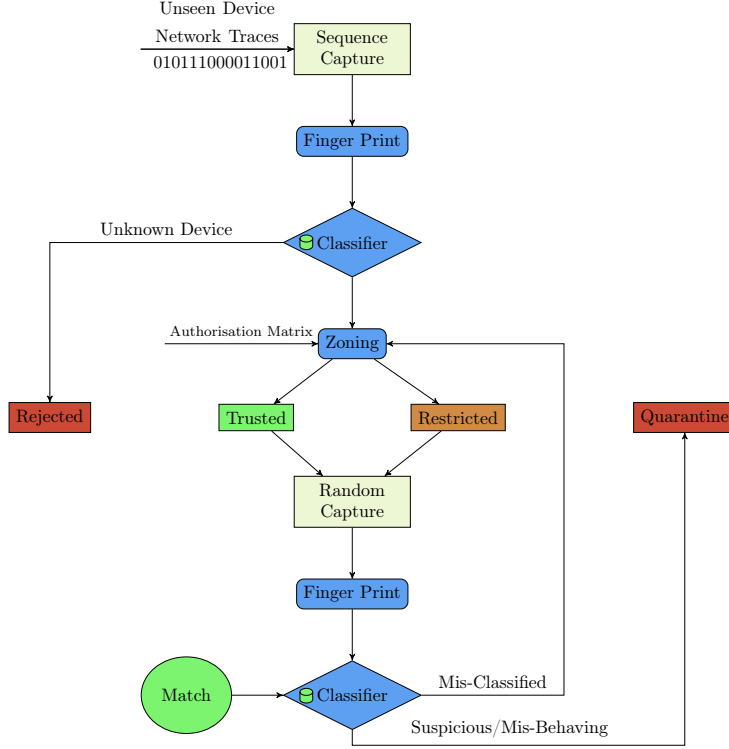 Unseen Device
Network Traces
010111000011001
Sequence
Capture
Finger Print
Unknown Device
Classifier
Authorisation Matrix
Zoning
Rejected
Trusted
Restricted
Quarantine
Random
Capture
Finger Print
Match
Classifier
Mis-Classified
Suspicious/Mis-Behaving